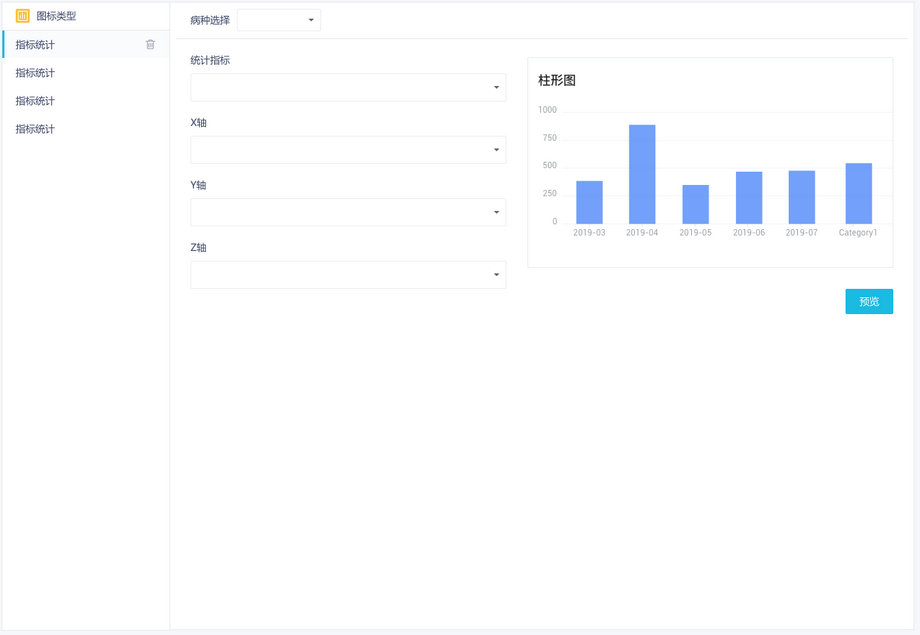 图标类型
指标统计
指标统计
指标统计
指标统计
病种选择
统计指标
X轴
Y轴
Z轴
柱形图
1000
750
500
250
0
2019-03 2019-04 2019-05 2019-06 2019-07 Category1
预览